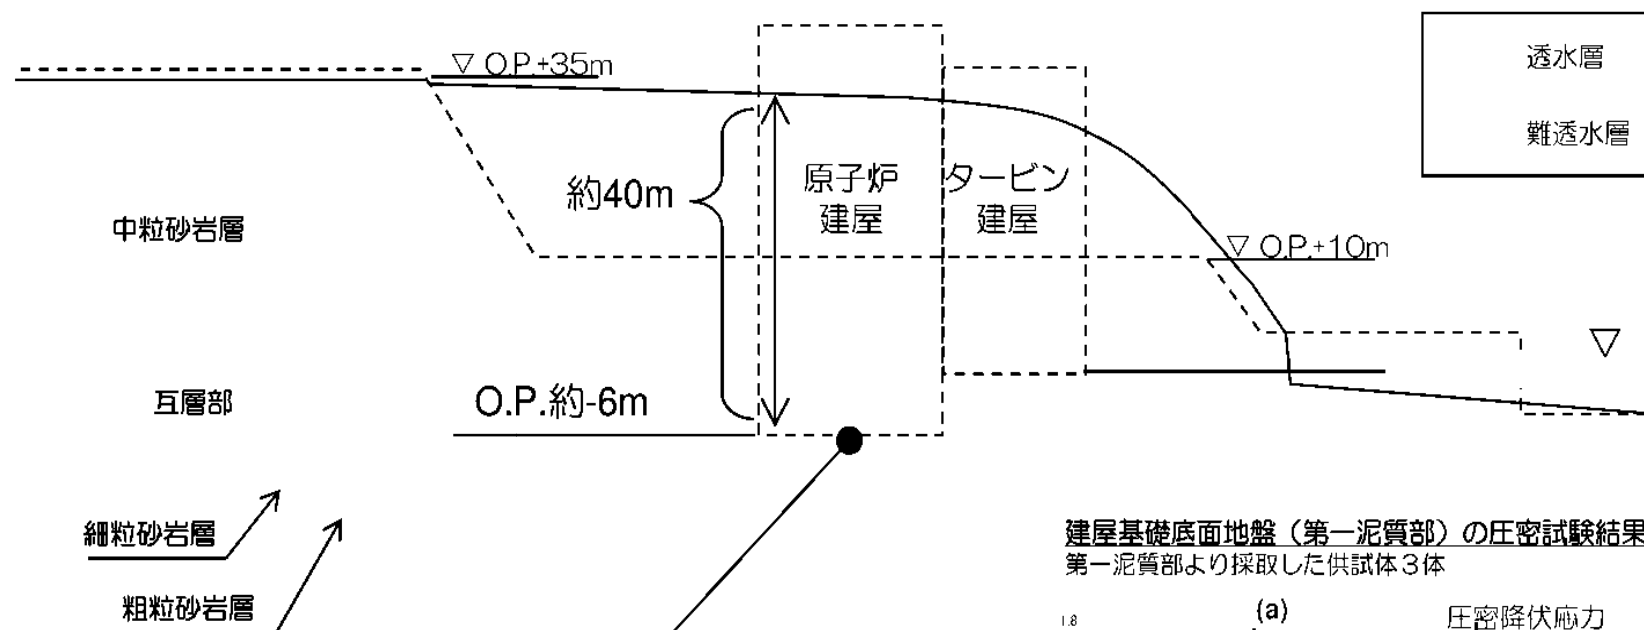 ▽ O.P.+35m
透水層
難透水層
約40m
原子炉
建屋
タービン
建屋
中粒砂岩層
▽ O.P.+10m
▽
互層部
O.P.約-6m
細粒砂岩層
粗粒砂岩層
建屋基礎底面地盤（第一泥質部）の圧密試験結果
第一泥質部より採取した供試体3体
1.8
(a)
圧密降伏応力